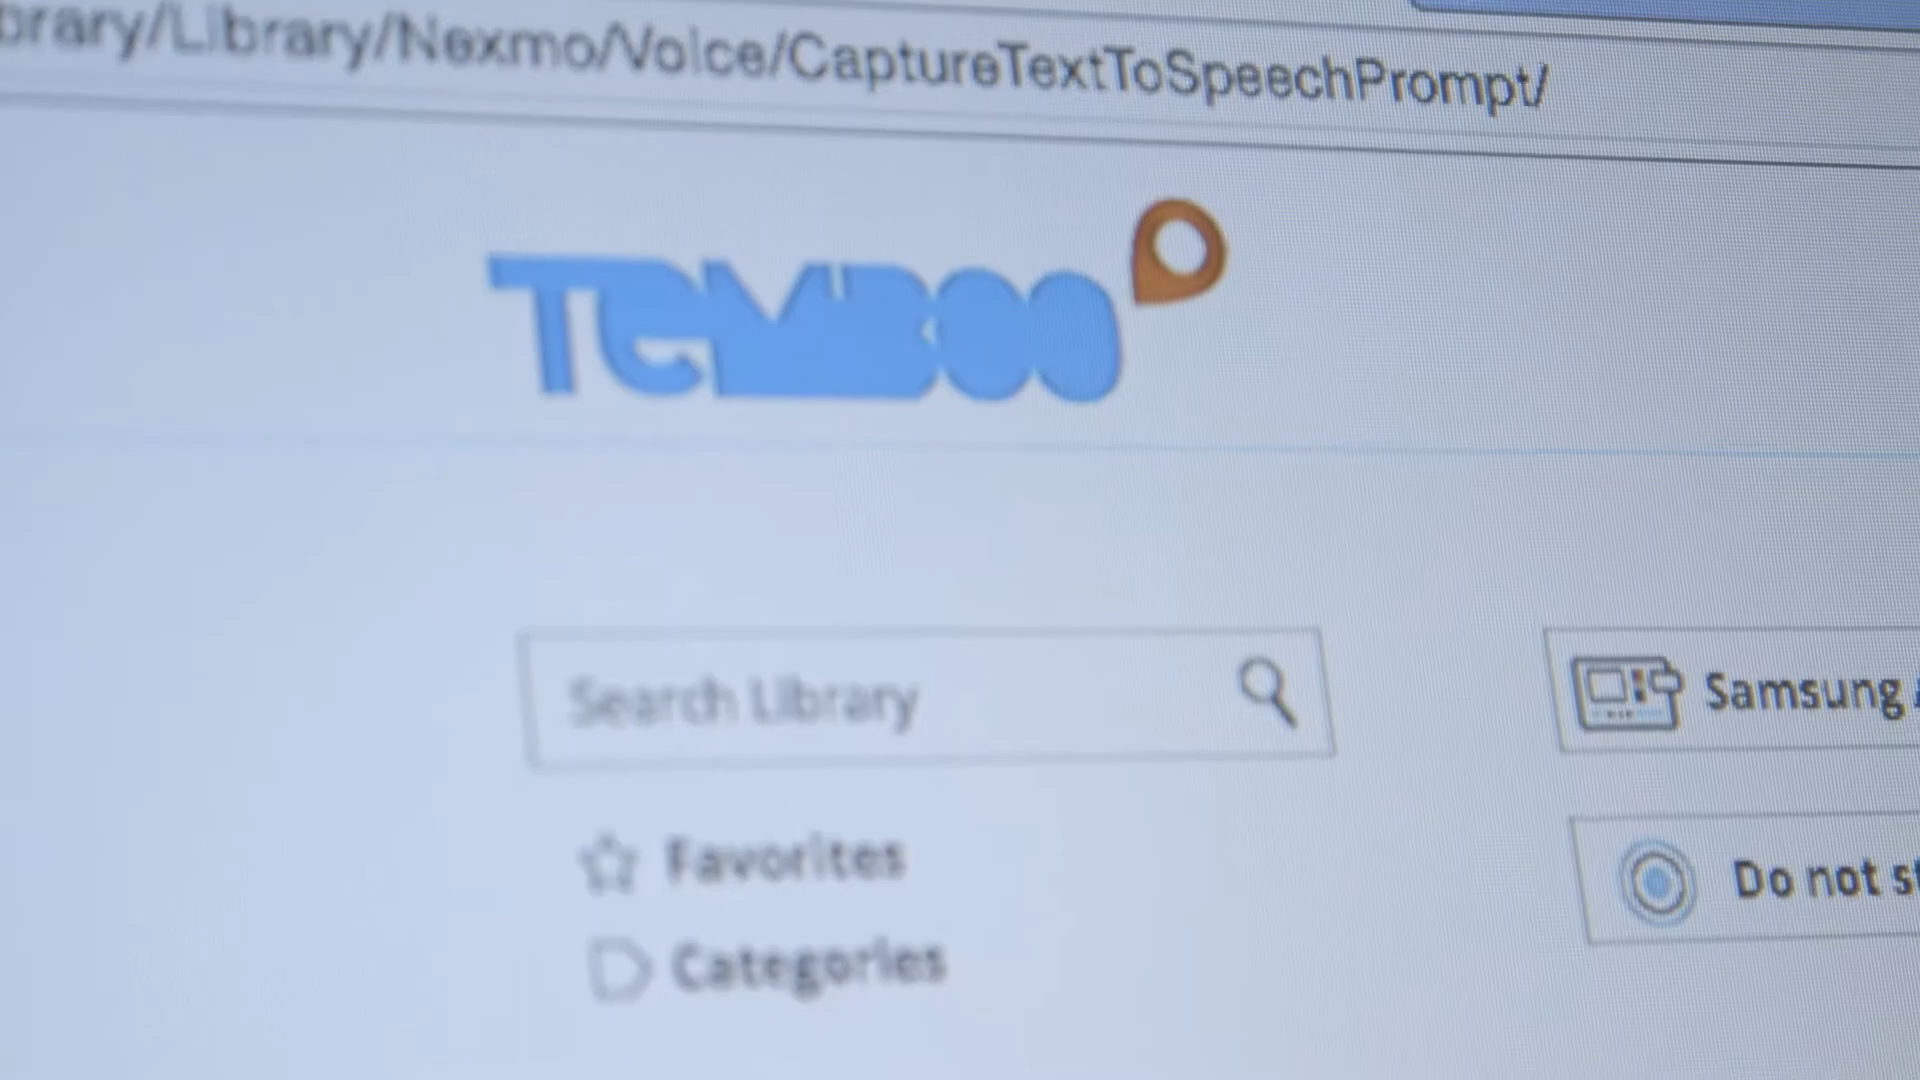 brary/Library/Nexmo/Voice/CaptureTextToSpeechPrompt/
TEMBOO
Search Library
Samsung
Favorites
Do not
Categories